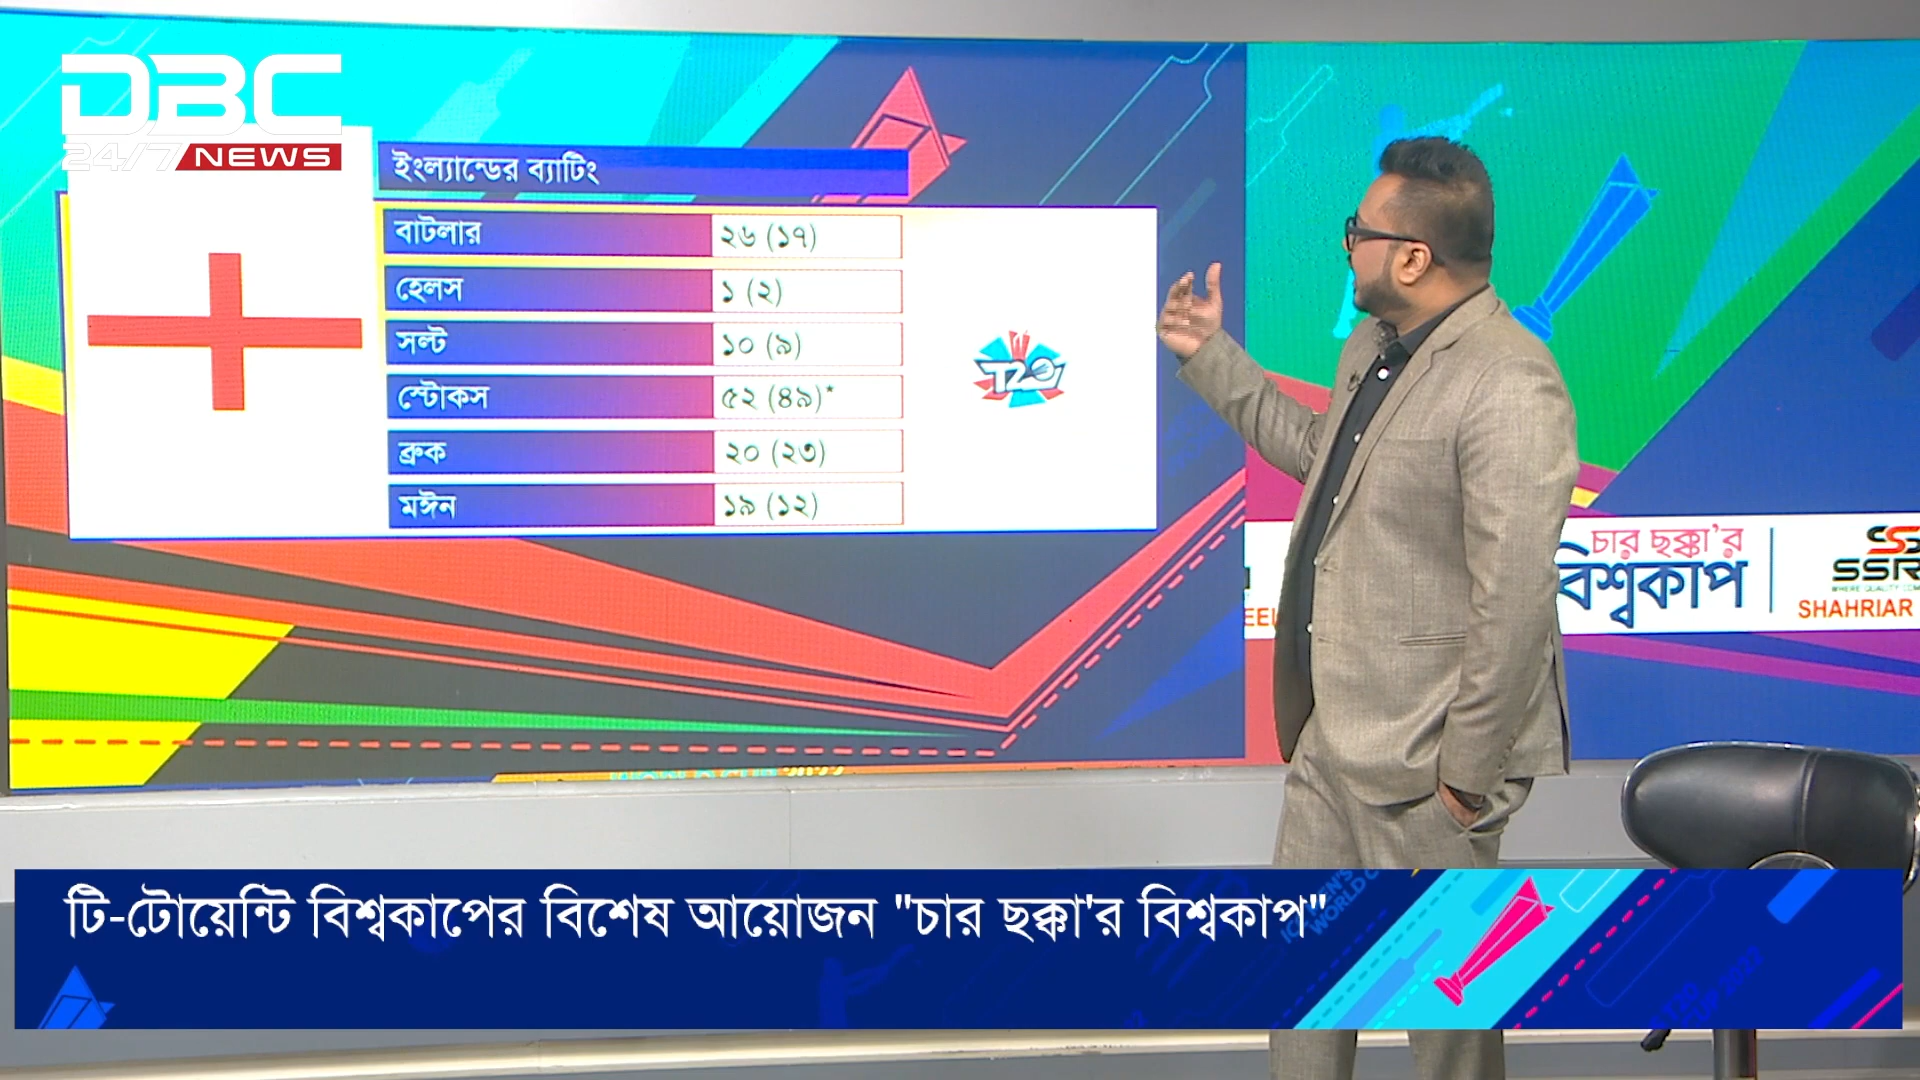 DBC
24/7 NEWS
ইংল্যান্ডের ব্যাটিং
বাটলার ২৬ (১৭)
হেলস ১ (২)
সল্ট ১০ (৯)
স্টোকস ৫২ (৪৯)*
ব্রুক ২০ (২৩)
মঈন ১৯ (১২)
T20
চার ছক্কা'র
বিশ্বকাপ
SHAHRIAR
টি-টোয়েন্টি বিশ্বকাপের বিশেষ আয়োজন "চার ছক্কা'র বিশ্বকাপ"